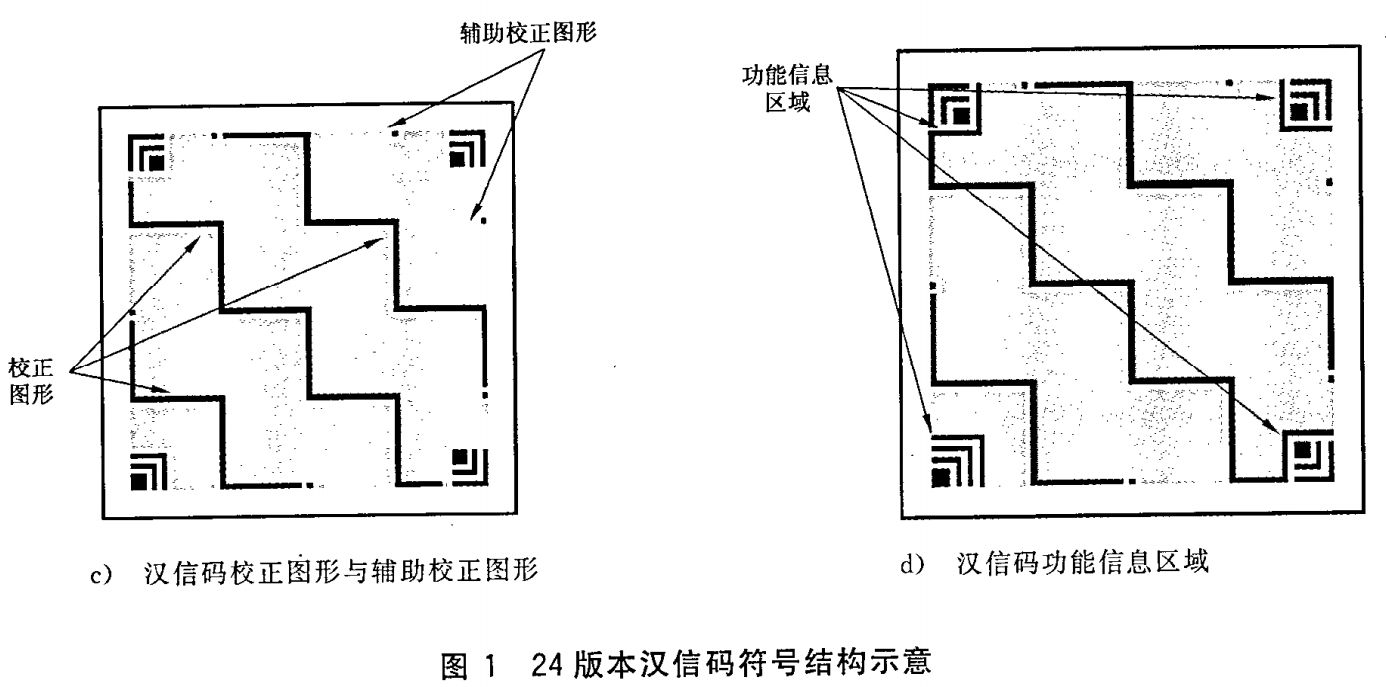 辅助校正图形
功能信息
区域
校正
图形
c) 汉信码校正图形与辅助校正图形
d) 汉信码功能信息区域
图 1 24 版本汉信码符号结构示意